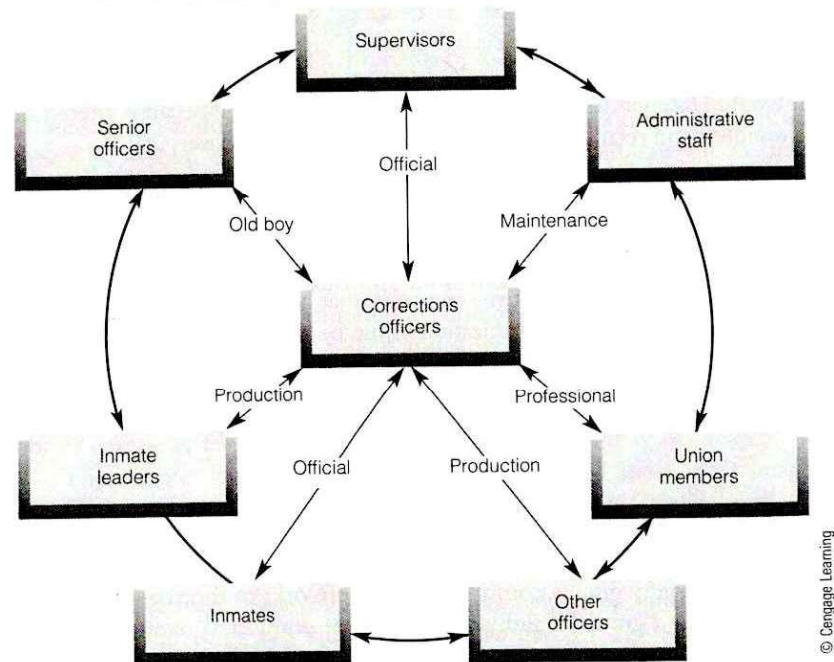 Supervisors
Senior
officers
Administrative
staff
Official
Old boy
Maintenance
Corrections
officers
Production
Professional
Inmate
leaders
Official
Production
Union
members
Inmates
Other
officers
© Cengage Learning